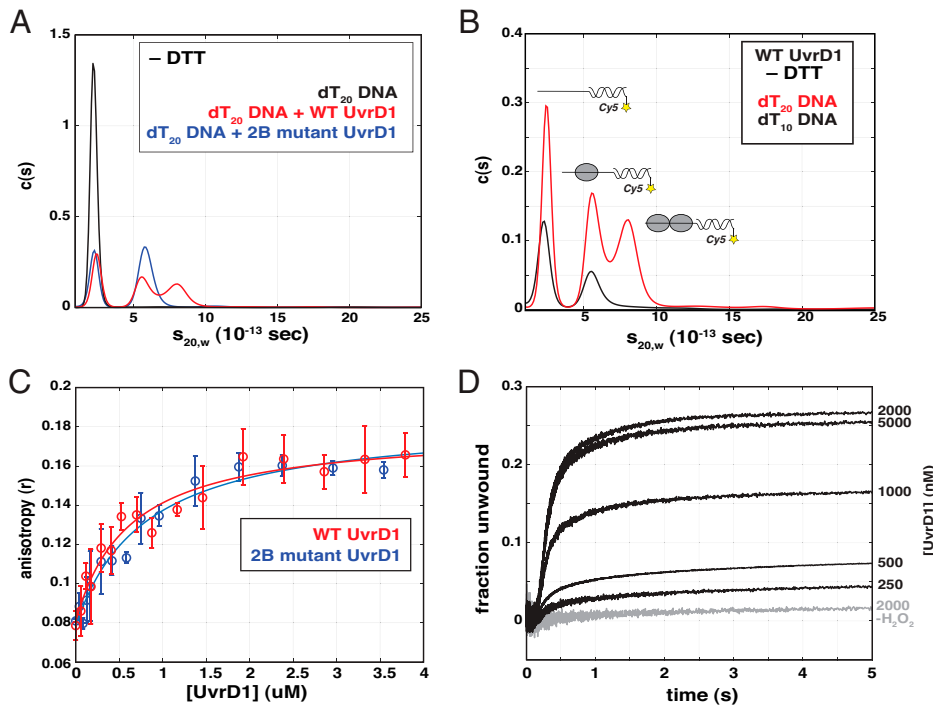 A
– DTT
dT20 DNA
dT20 DNA + WT UvrD1
dT20 DNA + 2B mutant UvrD1
c(s)
1.5
1
0.5
0
5
10
15
20
25
s20,w (10-13 sec)
B
WT UvrD1
– DTT
dT20 DNA
dT10 DNA
Cy5
Cy5
Cy5
c(s)
0.4
0.3
0.2
0.1
0
5
10
15
20
25
s20,w (10-13 sec)
C
WT UvrD1
2B mutant UvrD1
anisotropy (r)
0.2
0.18
0.16
0.14
0.12
0.1
0.08
0.06
0
0.5
1
1.5
2
2.5
3
3.5
4
[UvrD1] (uM)
D
fraction unwound
0.3
0.2
0.1
0
0
1
2
3
4
5
time (s)
2000
5000
1000
500
250
2000
-H2O2
[UvrD1] (nM)